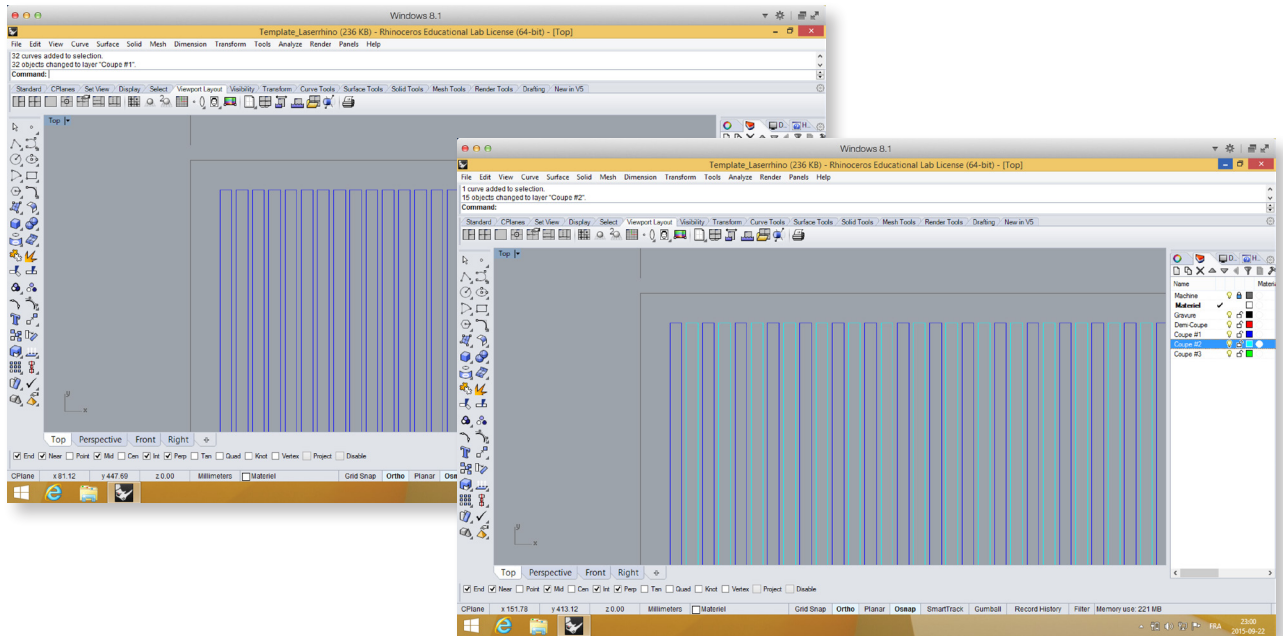 Windows 8.1
Template_Laserrhino (236 KB) - Rhinoceros Educational Lab License (64-bit) - [Top]
File Edit View Curve Surface Solid Mesh Dimension Transform Tools Analyze Render Panels Help
32 curves added to selection.
32 objects changed to layer "Coupe #1".
Command:
Standard CPlanes Set View Display Select Viewport Layout Visibility Transform Curve Tools Surface Tools Solid Tools Mesh Tools Render Tools Drafting New in V5
Top
D.. H..
y
x
Top Perspective Front Right
End Near Point Mid Cen Int Perp Tan Quad Knot Vertex Project Disable
CPlane x 81.12 y 447.69 z 0.00 Millimeters Materiel Grid Snap Ortho Planar Osn
Windows 8.1
Template_Laserrhino (236 KB) - Rhinoceros Educational Lab License (64-bit) - [Top]
File Edit View Curve Surface Solid Mesh Dimension Transform Tools Analyze Render Panels Help
1 curve added to selection.
15 objects changed to layer "Coupe #2".
Command:
Standard CPlanes Set View Display Select Viewport Layout Visibility Transform Curve Tools Surface Tools Solid Tools Mesh Tools Render Tools Drafting New in V5
Top
D.. H..
Name Materi
Machine
Materiel
Gravure
Demi-Coupe
Coupe #1
Coupe #2
Coupe #3
y
x
Top Perspective Front Right
End Near Point Mid Cen Int Perp Tan Quad Knot Vertex Project Disable
CPlane x 151.78 y 413.12 z 0.00 Millimeters Materiel Grid Snap Ortho Planar Osnap SmartTrack Gumball Record History Filter Memory use: 221 MB
FRA 23:00
2015-09-22